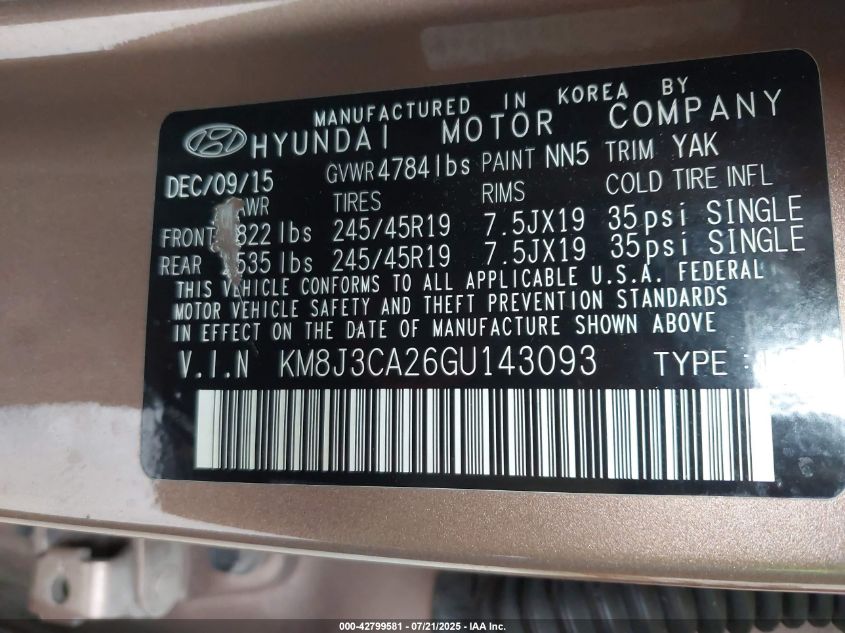 MANUFACTURED IN KOREA BY
HYUNDAI MOTOR COMPANY
DEC/09/15 GVWR 4784 lbs PAINT NN5 TRIM YAK
TIRES RIMS COLD TIRE INFL
FRONT 822 lbs 245/45R19 7.5JX19 35psi SINGLE
REAR 535 lbs 245/45R19 7.5JX19 35psi SINGLE
THIS VEHICLE CONFORMS TO ALL APPLICABLE U.S.A. FEDERAL
MOTOR VEHICLE SAFETY AND THEFT PREVENTION STANDARDS
IN EFFECT ON THE DATE OF MANUFACTURE SHOWN ABOVE
V.I.N KM8J3CA26GU143093 TYPE :
000-42799581 - 07/21/2025 - IAA Inc.